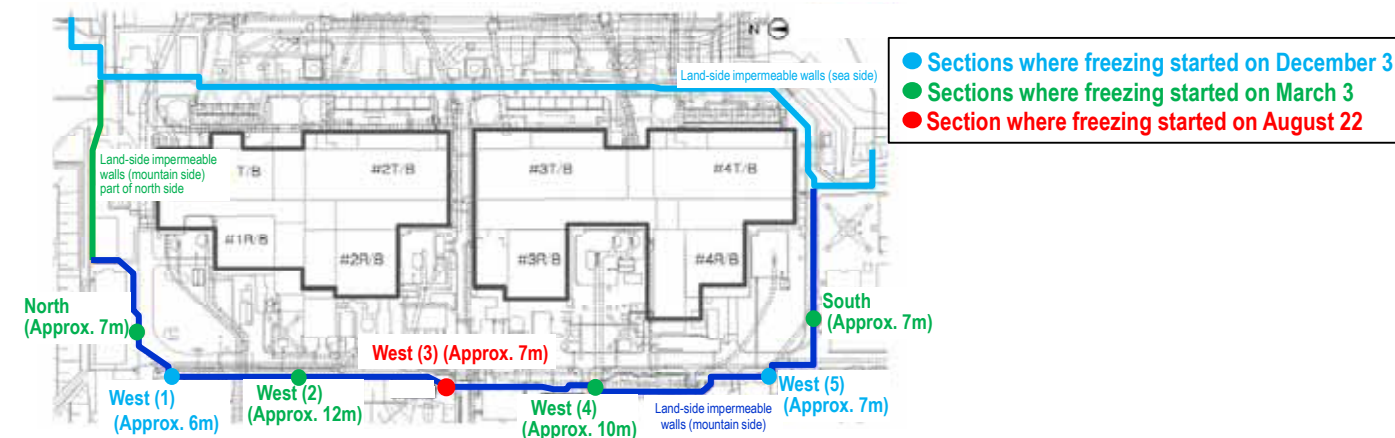 N
Land-side impermeable walls (sea side)
Sections where freezing started on December 3
Sections where freezing started on March 3
Section where freezing started on August 22
Land-side impermeable
walls (mountain side)
part of north side
T/B
#2T/B
#3T/B
#4T/B
#1R/B
#2R/B
#3R/B
#4R/B
North
(Approx. 7m)
South
(Approx. 7m)
West (3) (Approx. 7m)
West (1)
(Approx. 6m)
West (2)
(Approx. 12m)
West (4)
(Approx. 10m)
Land-side impermeable
walls (mountain side)
West (5)
(Approx. 7m)